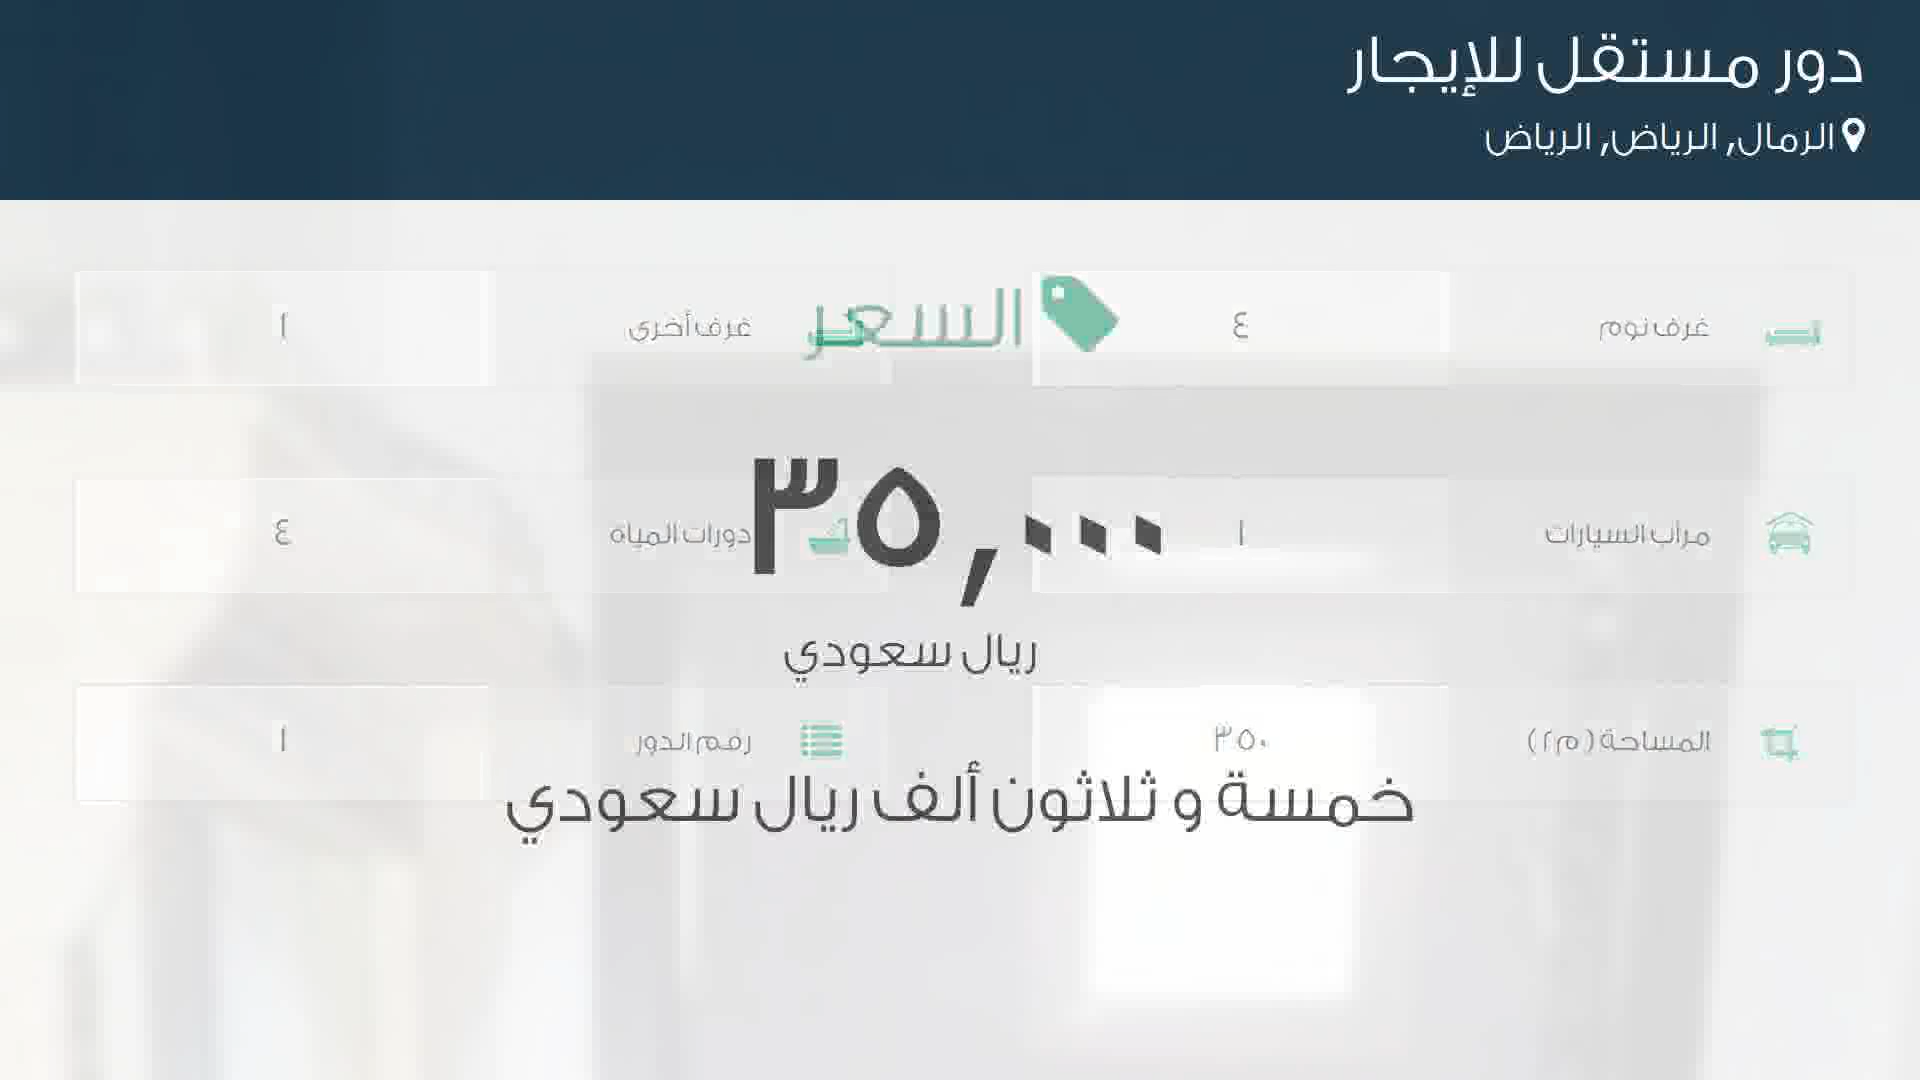 دور مستقل للإيجار
الرمال, الرياض, الرياض
السعر
٣٥,٠٠٠
ريال سعودي
خمسة و ثلاثون ألف ريال سعودي
غرف نوم ٤
غرف أخرى ١
مرآب السيارات ١
دورات المياه ٤
المساحة (م٢) ٣٥٠
رقم الدور ١